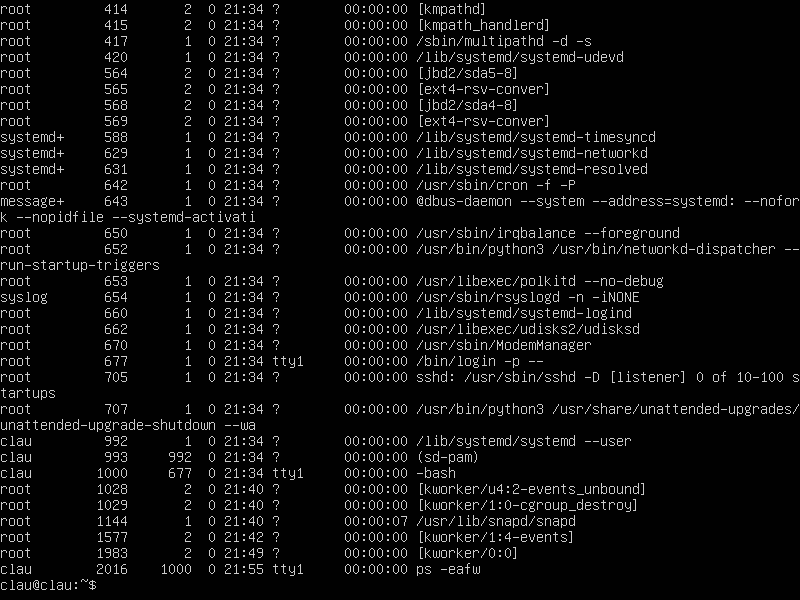 root         414       2  0 21:34 ?        00:00:00 [kmpathd]
root         415       2  0 21:34 ?        00:00:00 [kmpath_handlerd]
root         417       1  0 21:34 ?        00:00:00 /sbin/multipathd -d -s
root         420       1  0 21:34 ?        00:00:00 /lib/systemd/systemd-udevd
root         564       2  0 21:34 ?        00:00:00 [jbd2/sda5-8]
root         565       2  0 21:34 ?        00:00:00 [ext4-rsv-conver]
root         568       2  0 21:34 ?        00:00:00 [jbd2/sda4-8]
root         569       2  0 21:34 ?        00:00:00 [ext4-rsv-conver]
systemd+     588       1  0 21:34 ?        00:00:00 /lib/systemd/systemd-timesyncd
systemd+     629       1  0 21:34 ?        00:00:00 /lib/systemd/systemd-networkd
systemd+     631       1  0 21:34 ?        00:00:00 /lib/systemd/systemd-resolved
root         642       1  0 21:34 ?        00:00:00 /usr/sbin/cron -f -P
message+     643       1  0 21:34 ?        00:00:00 @dbus-daemon --system --address=systemd: --nofor
k --nopidfile --systemd-activati
root         650       1  0 21:34 ?        00:00:00 /usr/sbin/irqbalance --foreground
root         652       1  0 21:34 ?        00:00:00 /usr/bin/python3 /usr/bin/networkd-dispatcher --
run-startup-triggers
root         653       1  0 21:34 ?        00:00:00 /usr/libexec/polkitd --no-debug
syslog       654       1  0 21:34 ?        00:00:00 /usr/sbin/rsyslogd -n -iNONE
root         660       1  0 21:34 ?        00:00:00 /lib/systemd/systemd-logind
root         662       1  0 21:34 ?        00:00:00 /usr/libexec/udisks2/udisksd
root         670       1  0 21:34 ?        00:00:00 /usr/sbin/ModemManager
root         677       1  0 21:34 tty1     00:00:00 /bin/login -p --
root         705       1  0 21:34 ?        00:00:00 sshd: /usr/sbin/sshd -D [listener] 0 of 10-100 s
tartups
root         707       1  0 21:34 ?        00:00:00 /usr/bin/python3 /usr/share/unattended-upgrades/
unattended-upgrade-shutdown --wa
clau         992       1  0 21:34 ?        00:00:00 /lib/systemd/systemd --user
clau         993     992  0 21:34 ?        00:00:00 (sd-pam)
clau        1000     677  0 21:34 tty1     00:00:00 -bash
root        1028       2  0 21:40 ?        00:00:00 [kworker/u4:2-events_unbound]
root        1029       2  0 21:40 ?        00:00:00 [kworker/1:0-cgroup_destroy]
root        1144       1  0 21:40 ?        00:00:07 /usr/lib/snapd/snapd
root        1577       2  0 21:42 ?        00:00:00 [kworker/1:4-events]
root        1983       2  0 21:49 ?        00:00:00 [kworker/0:0]
clau        2016    1000  0 21:55 tty1     00:00:00 ps -eafw
clau@clau:~$